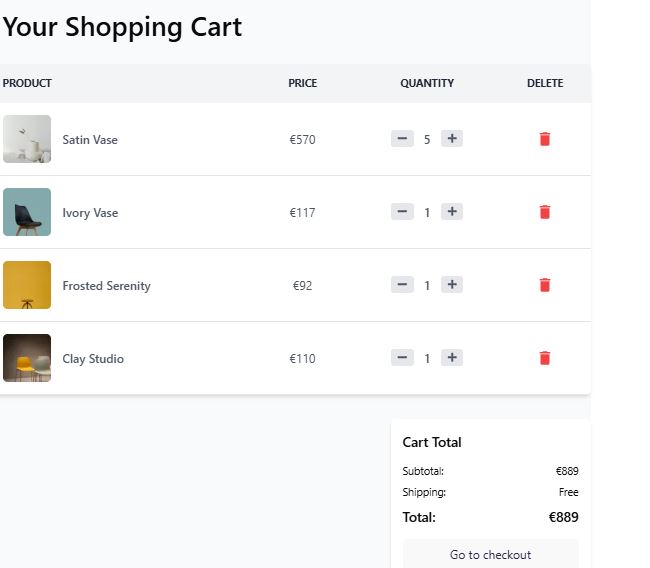 Your Shopping Cart
PRODUCT PRICE QUANTITY DELETE
Satin Vase €570 5
Ivory Vase €117 1
Frosted Serenity €92 1
Clay Studio €110 1
Cart Total
Subtotal: €889
Shipping: Free
Total: €889
Go to checkout